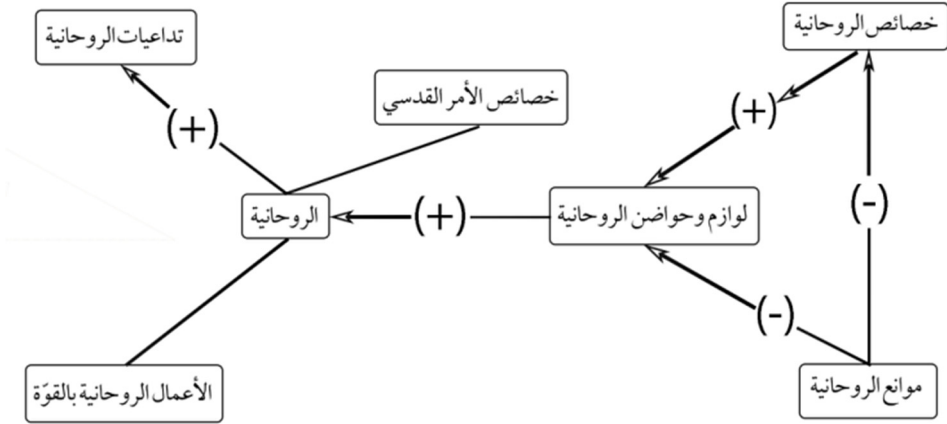 خصائص الروحانية
تداعيات الروحانية
خصائص الأمر القدسي
(+)
(+)
(-)
لوازم وحواضن الروحانية
(+)
الروحانية
(-)
موانع الروحانية
الأعمال الروحانية بالقوّة